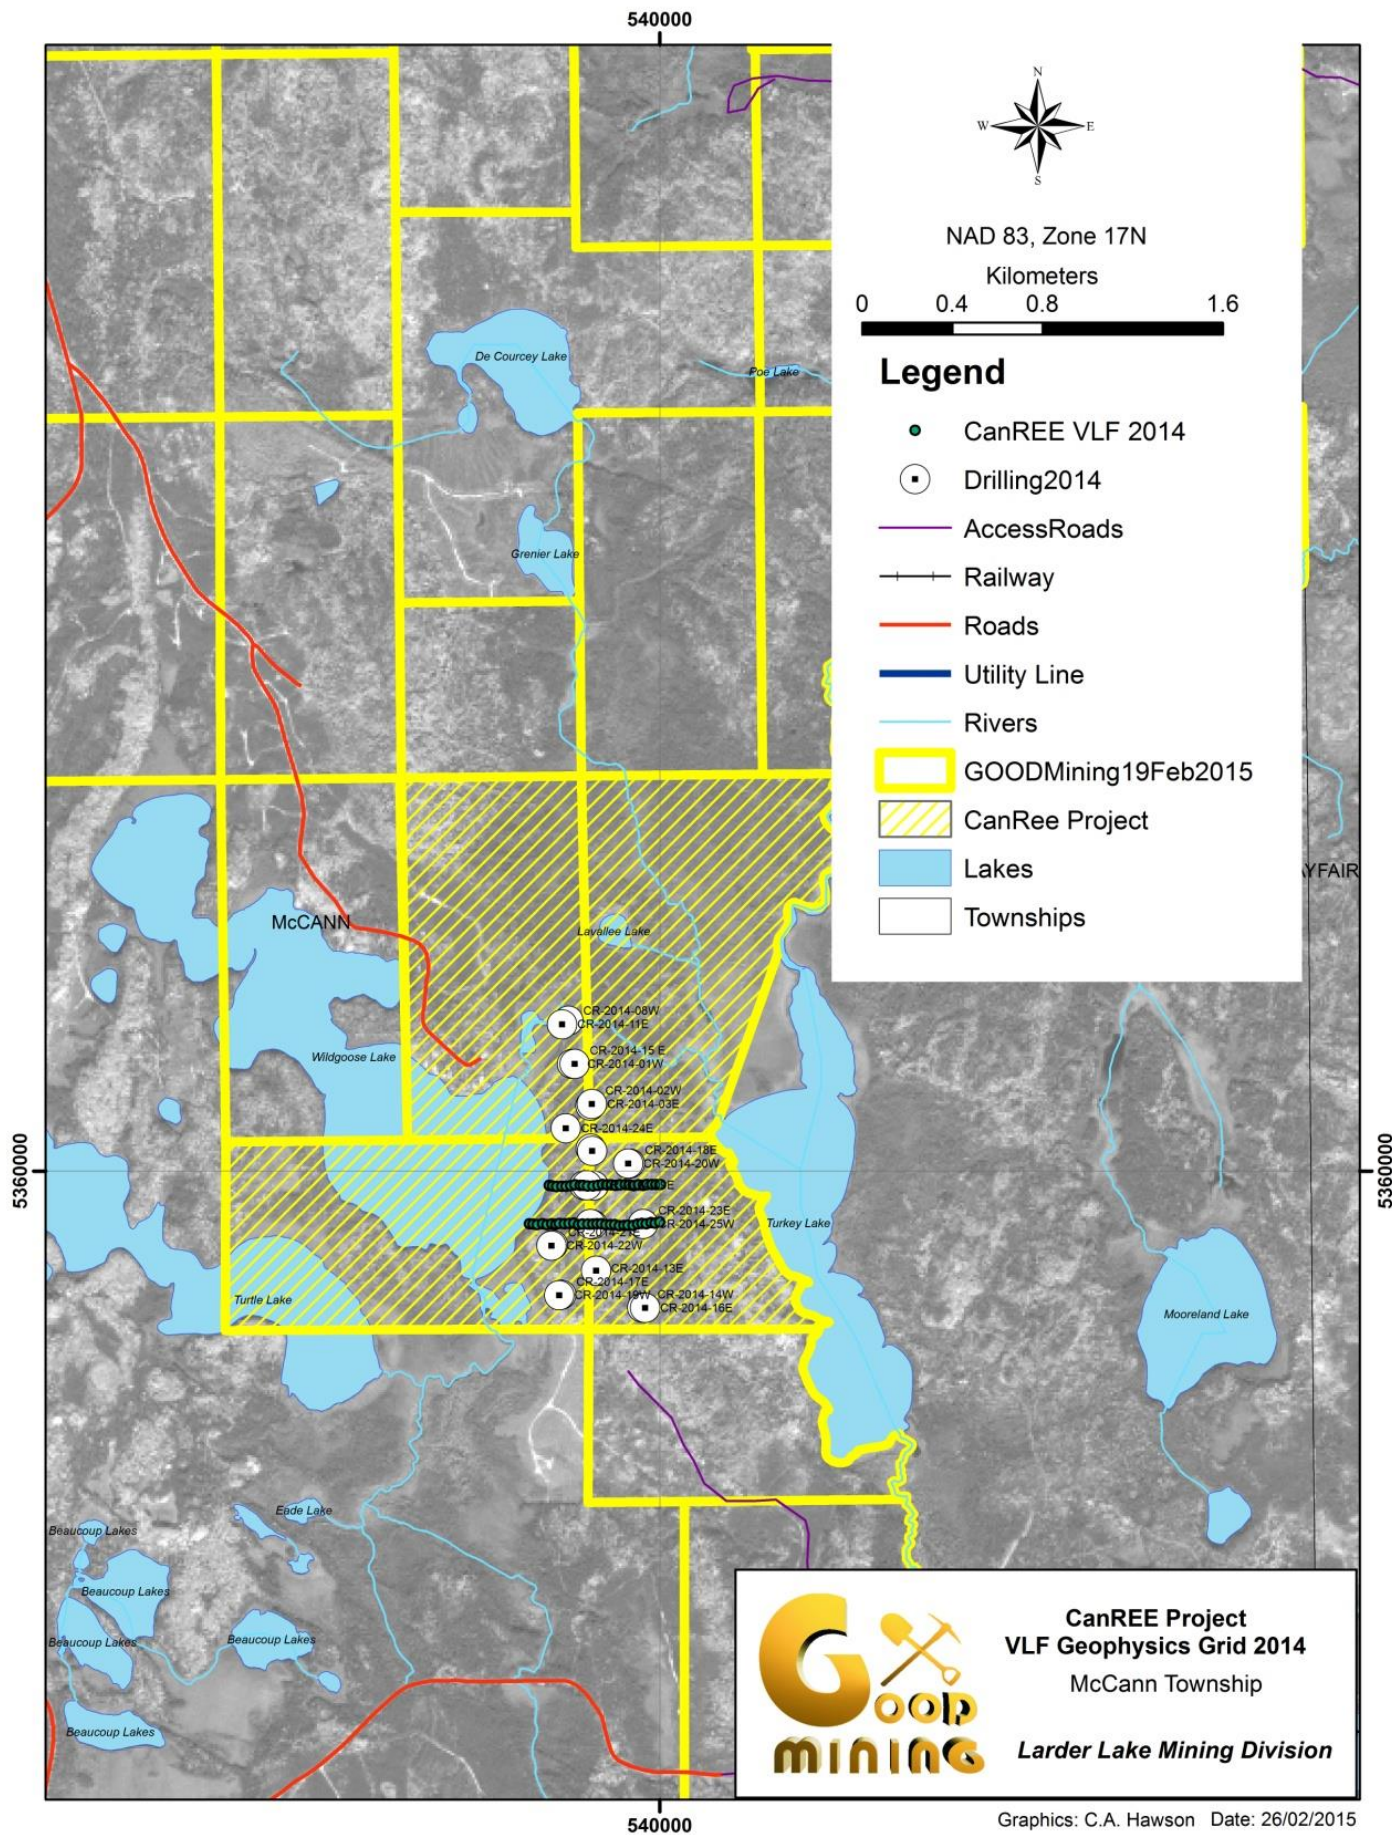 540000
N
W
E
S
NAD 83, Zone 17N
Kilometers
0 0.4 0.8 1.6
Legend
CanREE VLF 2014
Drilling2014
AccessRoads
Railway
Roads
Utility Line
Rivers
GOODMining19Feb2015
CanRee Project
Lakes
Townships
De Courcey Lake
Poe Lake
Grenier Lake
YFAIR
McCANN
Lavallee Lake
CR-2014-08W
CR-2014-11E
Wildgoose Lake
CR-2014-15 E
CR-2014-01W
CR-2014-02W
CR-2014-03E
CR-2014-24E
CR-2014-18E
CR-2014-20W
5360000
5360000
E
CR-2014-23E
CR-2014-25W
Turkey Lake
CR-2014-21E
CR-2014-22W
CR-2014-13E
CR-2014-17E
CR-2014-19W
CR-2014-14W
CR-2014-16E
Turtle Lake
Mooreland Lake
Eade Lake
Beaucoup Lakes
Beaucoup Lakes
Beaucoup Lakes
Beaucoup Lakes
Beaucoup Lakes
GOOD
MINING
CanREE Project
VLF Geophysics Grid 2014
McCann Township
Larder Lake Mining Division
540000
Graphics: C.A. Hawson Date: 26/02/2015